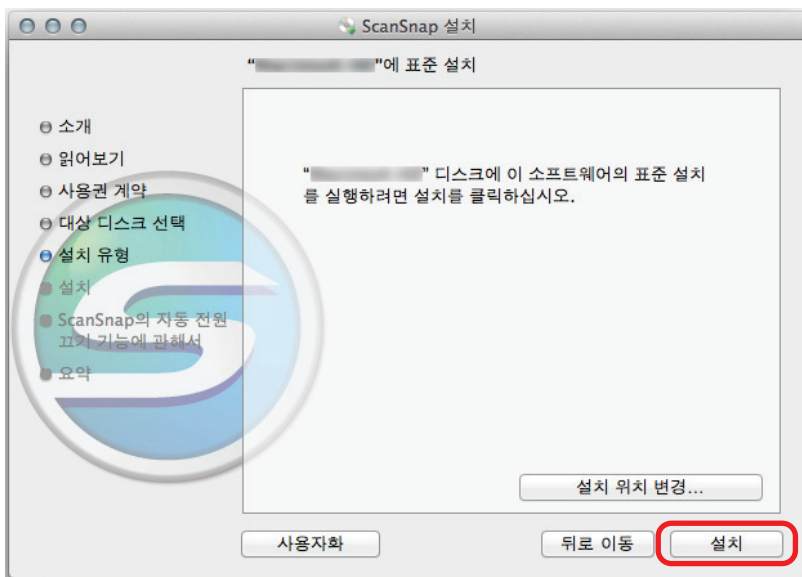 ScanSnap 설치
“ ”에 표준 설치
소개
읽어보기
사용권 계약
대상 디스크 선택
설치 유형
설치
ScanSnap의 자동 전원
끄기 기능에 관해서
요약
“ ” 디스크에 이 소프트웨어의 표준 설치
를 실행하려면 설치를 클릭하십시오.
설치 위치 변경...
사용자화
뒤로 이동
설치